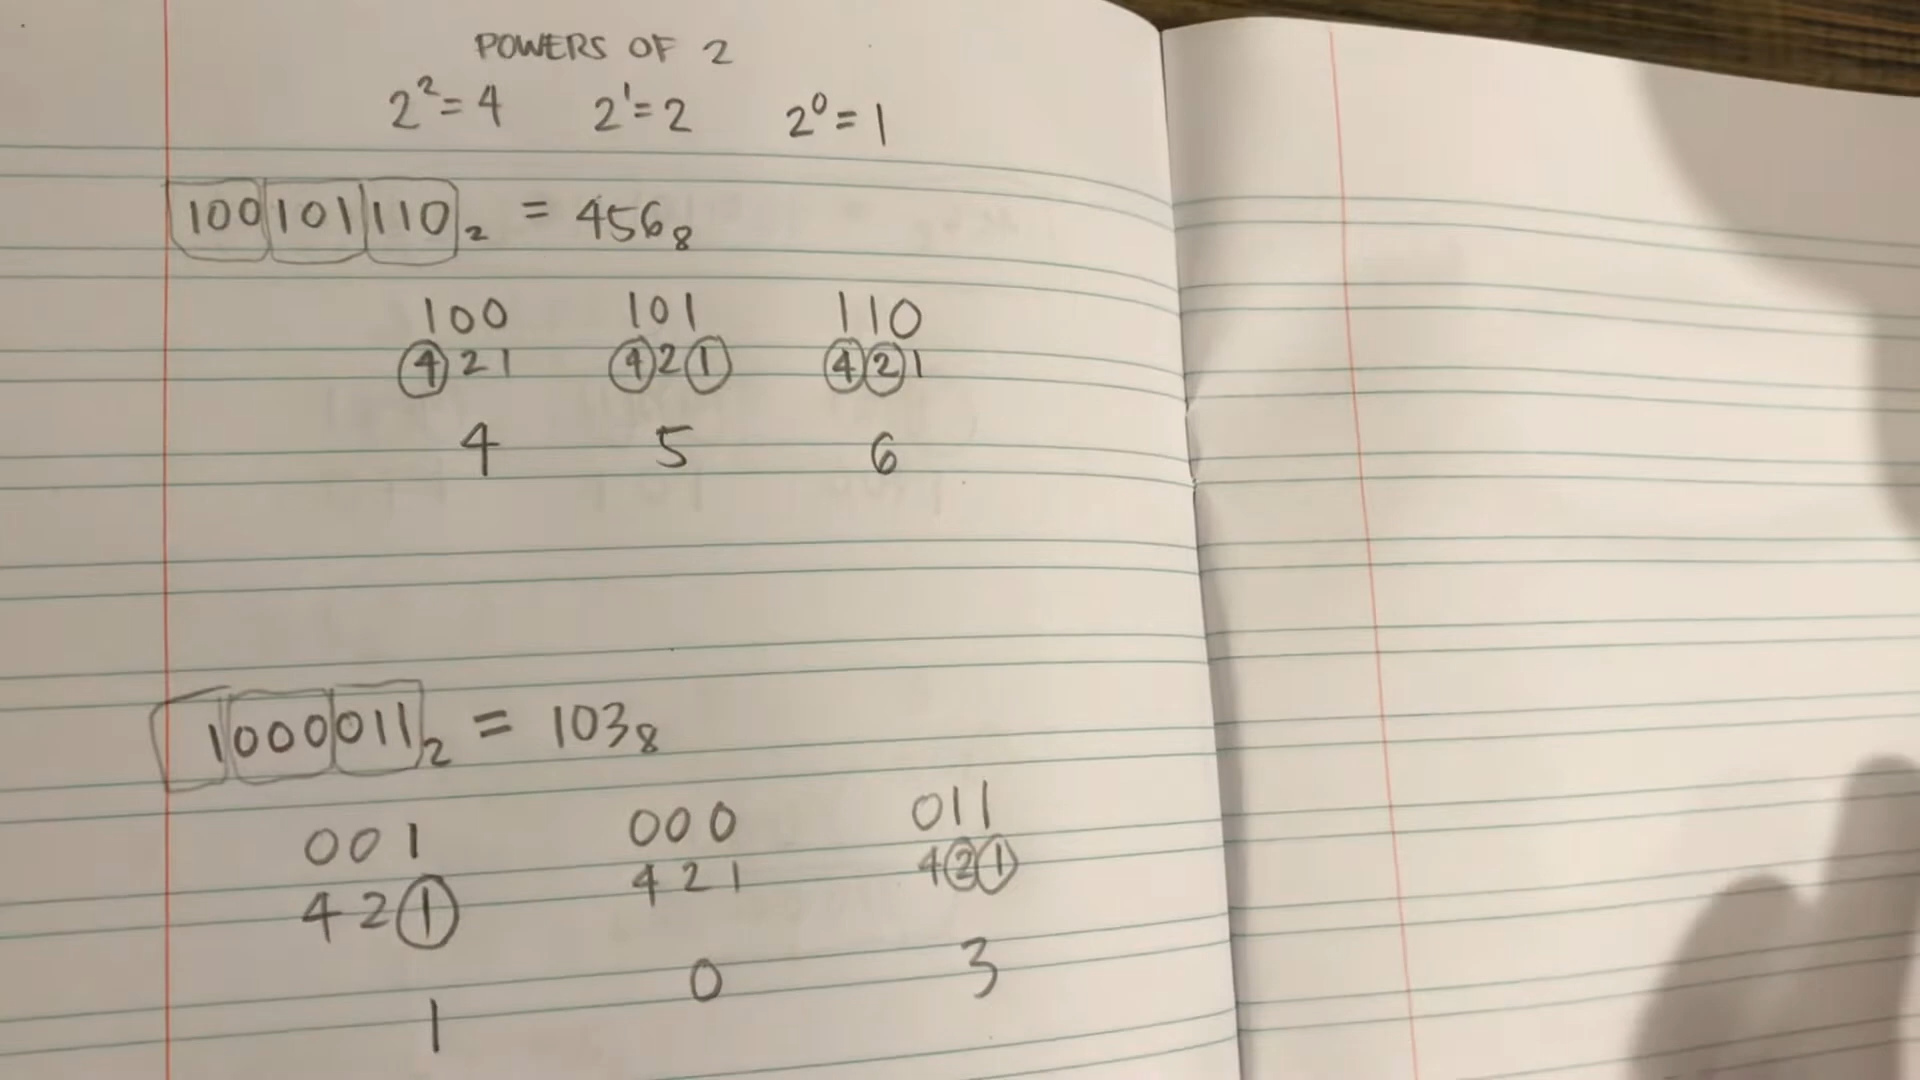 POWERS OF 2
2² = 4 2¹ = 2 2⁰ = 1
100101110₂ = 456₈
100 101 110
421 421 421
4 5 6
1000011₂ = 103₈
001 000 011
421 421 421
1 0 3